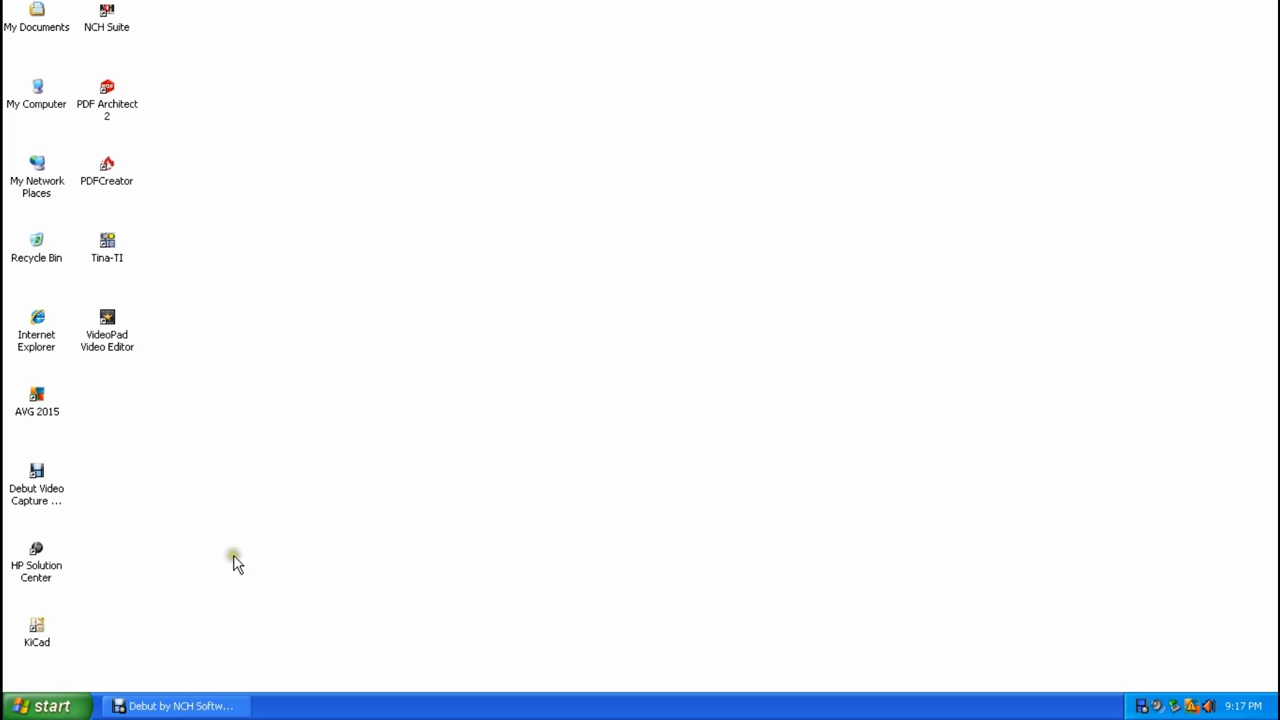 My Documents
NCH Suite
My Computer
PDF Architect
2
My Network
Places
PDFCreator
Recycle Bin
Tina-TI
Internet
Explorer
VideoPad
Video Editor
AVG 2015
Debut Video
Capture ...
HP Solution
Center
KiCad
start
Debut by NCH Softw...
9:17 PM